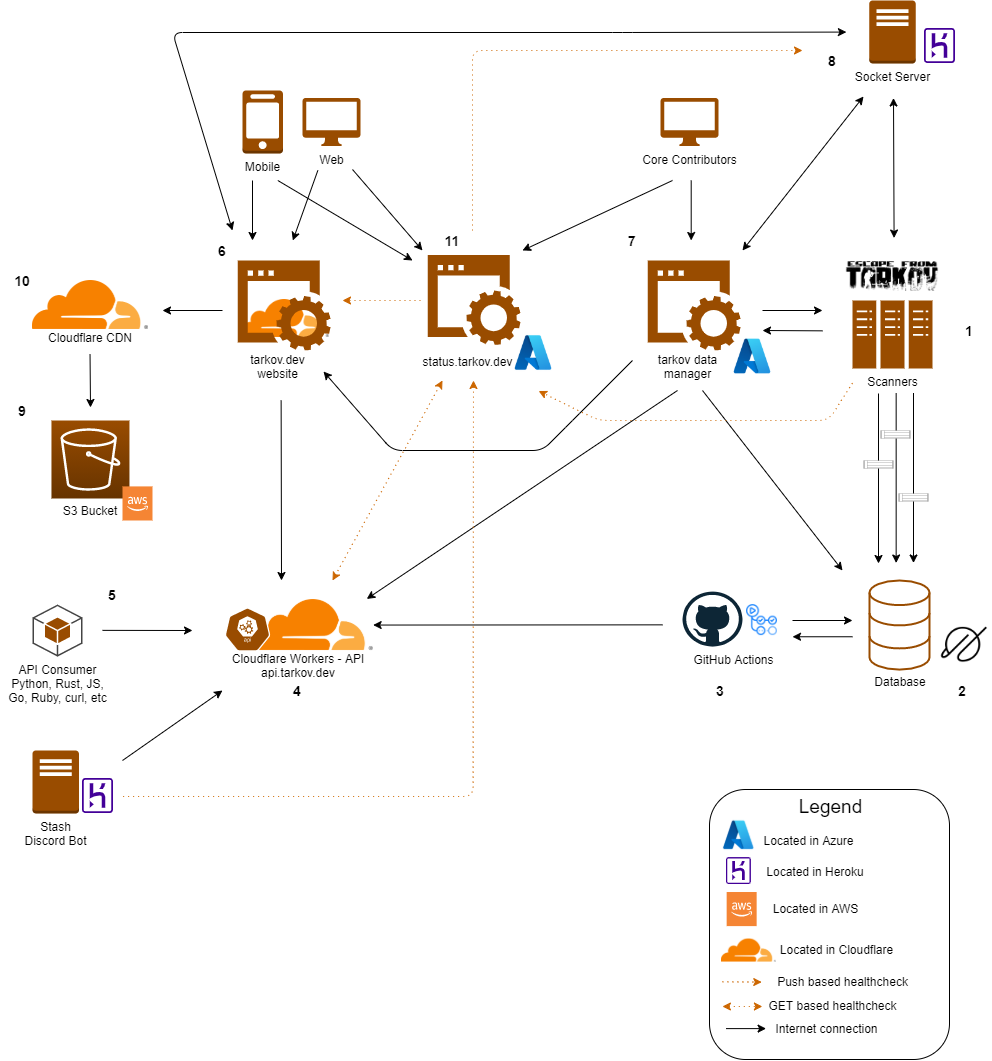 8
Socket Server
Mobile
Web
Core Contributors
6
11
7
10
Cloudflare CDN
tarkov.dev
website
status.tarkov.dev
tarkov data
manager
ESCAPE FROM
TARKOV
1
Scanners
9
S3 Bucket
aws
5
API Consumer
Python, Rust, JS,
Go, Ruby, curl, etc
api
Cloudflare Workers - API
api.tarkov.dev
4
GitHub Actions
3
Database
2
Stash
Discord Bot
Legend
Located in Azure
Located in Heroku
aws
Located in AWS
Located in Cloudflare
Push based healthcheck
GET based healthcheck
Internet connection